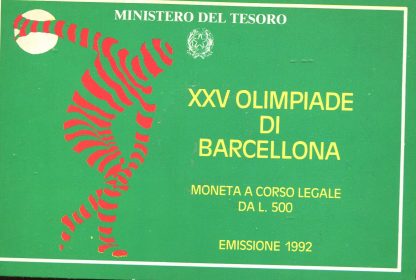 MINISTERO DEL TESORO
XXV OLIMPIADE
DI
BARCELLONA
MONETA A CORSO LEGALE
DA L. 500
EMISSIONE 1992